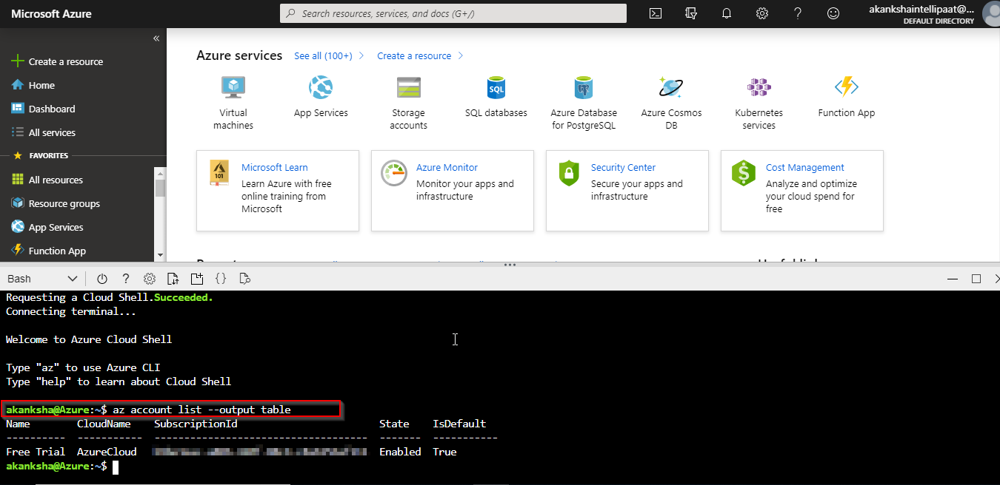 Microsoft Azure
Search resources, services, and docs (G+/)
akankshaintellipaat@...
DEFAULT DIRECTORY
«
Create a resource
Home
Dashboard
All services
FAVORITES
All resources
Resource groups
App Services
Function App
Azure services
See all (100+)
Create a resource
Virtual machines
App Services
Storage accounts
SQL
SQL databases
Azure Database for PostgreSQL
Azure Cosmos DB
Kubernetes services
Function App
101
Microsoft Learn
Learn Azure with free
online training from
Microsoft
Azure Monitor
Monitor your apps and
infrastructure
Security Center
Secure your apps and
infrastructure
$
Cost Management
Analyze and optimize
your cloud spend for
free
Bash
?
{}
Requesting a Cloud Shell.Succeeded.
Connecting terminal...
Welcome to Azure Cloud Shell
Type "az" to use Azure CLI
Type "help" to learn about Cloud Shell
akanksha@Azure:~$ az account list --output table
Name CloudName SubscriptionId State IsDefault
---------- ----------- ------------------------------------ ------- -----------
Free Trial AzureCloud Enabled True
akanksha@Azure:~$